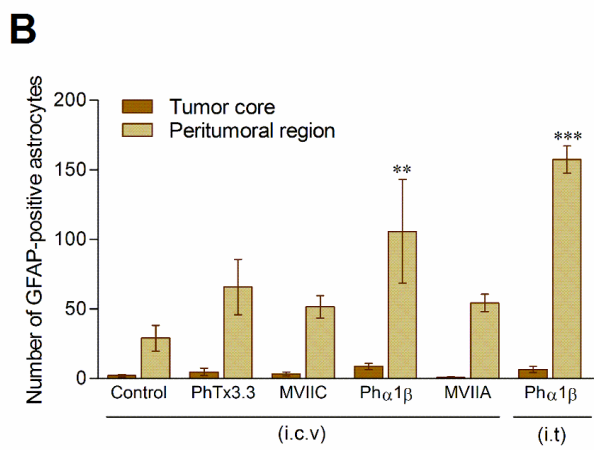 B
Number of GFAP-positive astrocytes
200
150
100
50
0
Tumor core
Peritumoral region
**
***
Control PhTx3.3 MVIIC Phα1β MVIIA Phα1β
(i.c.v) (i.t)